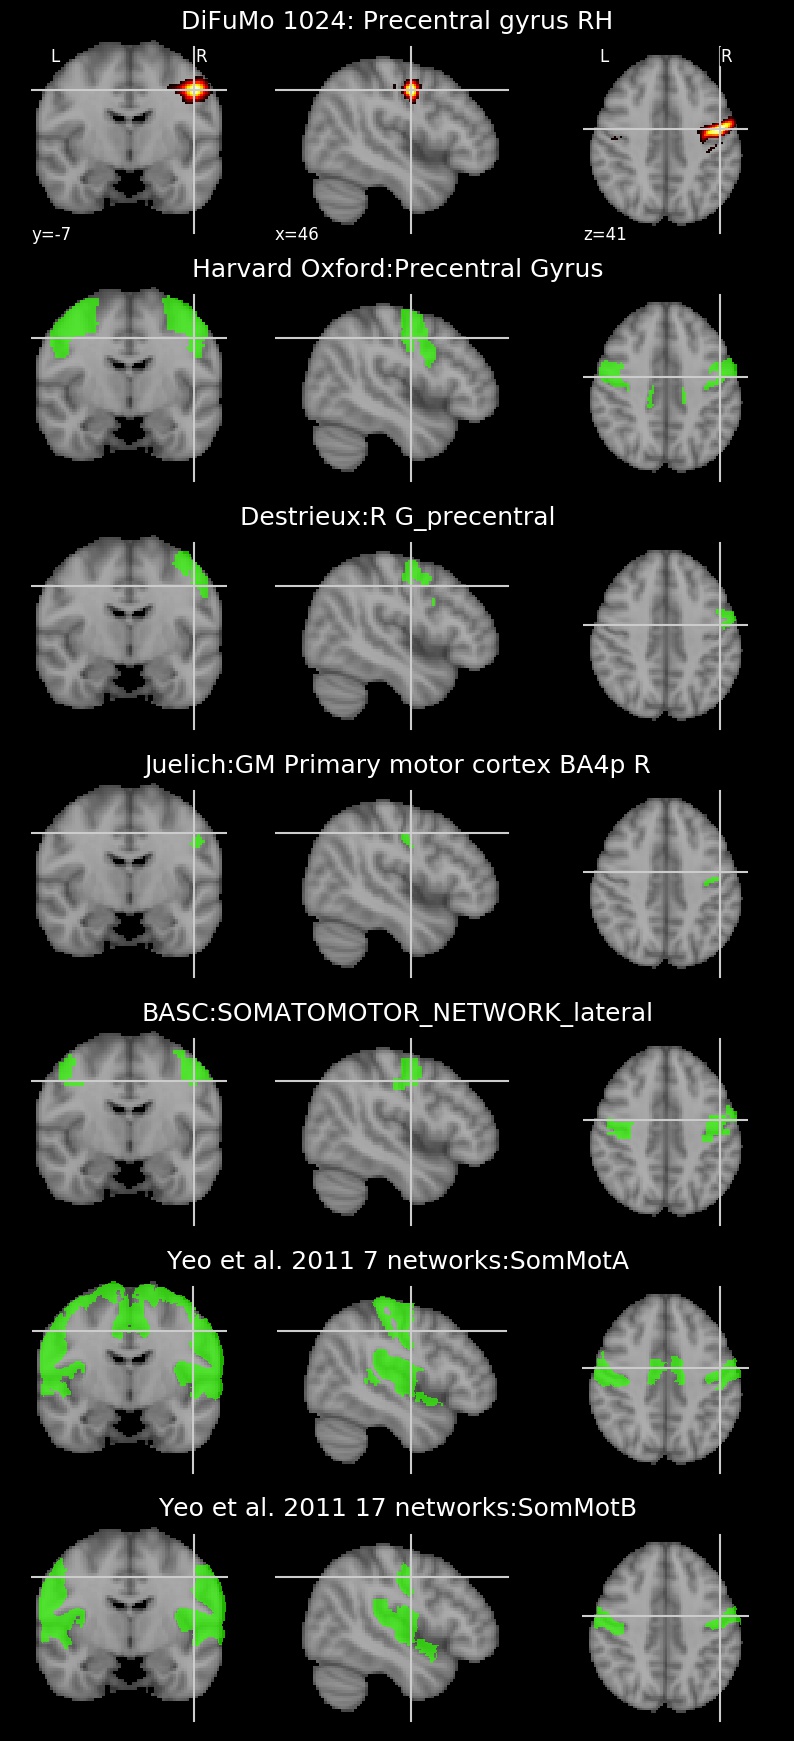 DiFuMo 1024: Precentral gyrus RH
L R L R
y=-7 x=46 z=41
Harvard Oxford:Precentral Gyrus
Destrieux:R G_precentral
Juelich:GM Primary motor cortex BA4p R
BASC:SOMATOMOTOR_NETWORK_lateral
Yeo et al. 2011 7 networks:SomMotA
Yeo et al. 2011 17 networks:SomMotB